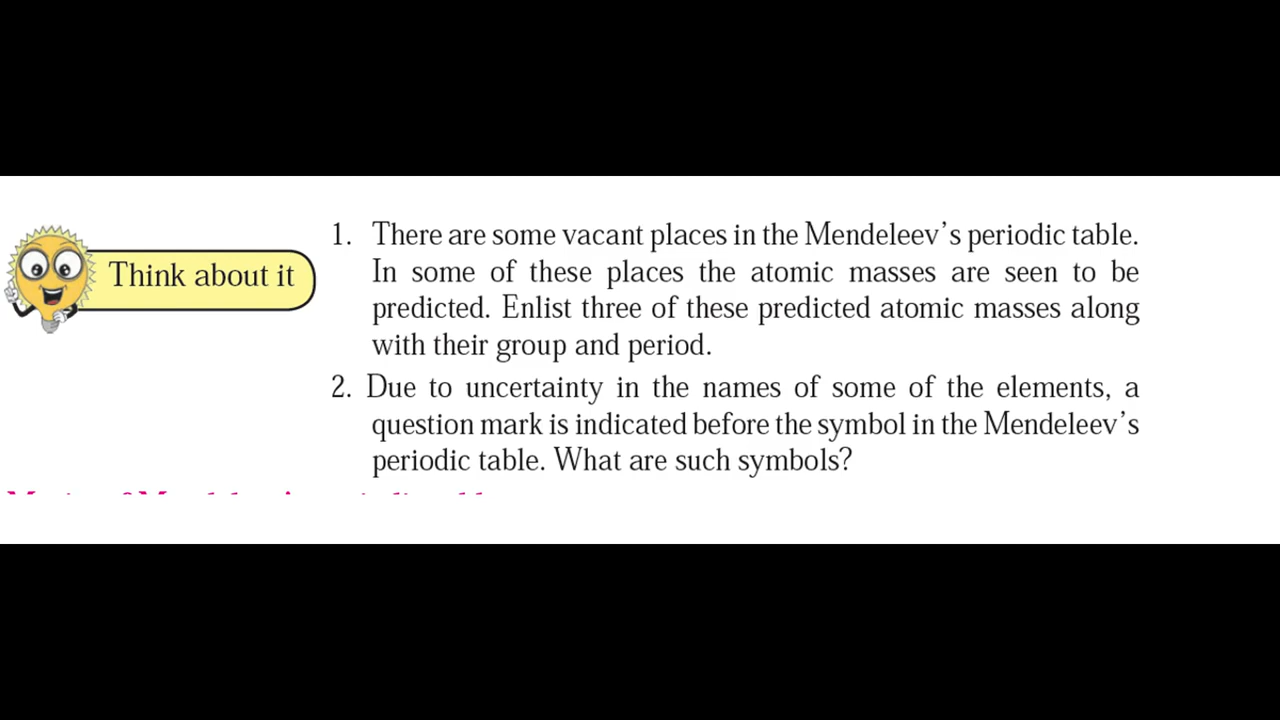 Think about it
1. There are some vacant places in the Mendeleev’s periodic table.
In some of these places the atomic masses are seen to be
predicted. Enlist three of these predicted atomic masses along
with their group and period.
2. Due to uncertainty in the names of some of the elements, a
question mark is indicated before the symbol in the Mendeleev’s
periodic table. What are such symbols?